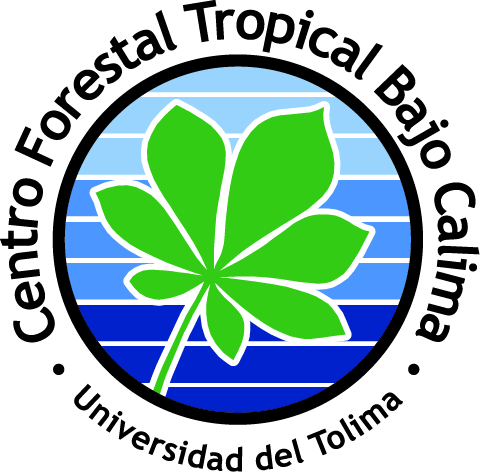 Centro Forestal Tropical Bajo Calima
• Universidad del Tolima •